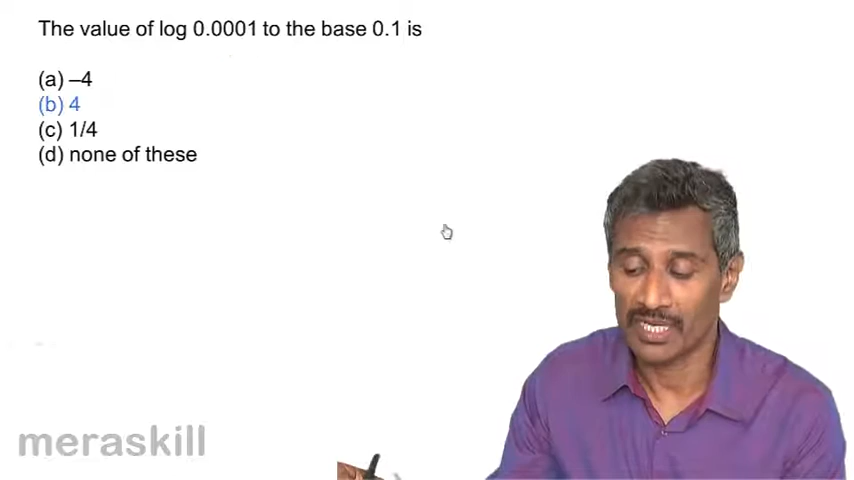 The value of log 0.0001 to the base 0.1 is
(a) –4
(b) 4
(c) 1/4
(d) none of these
meraskill